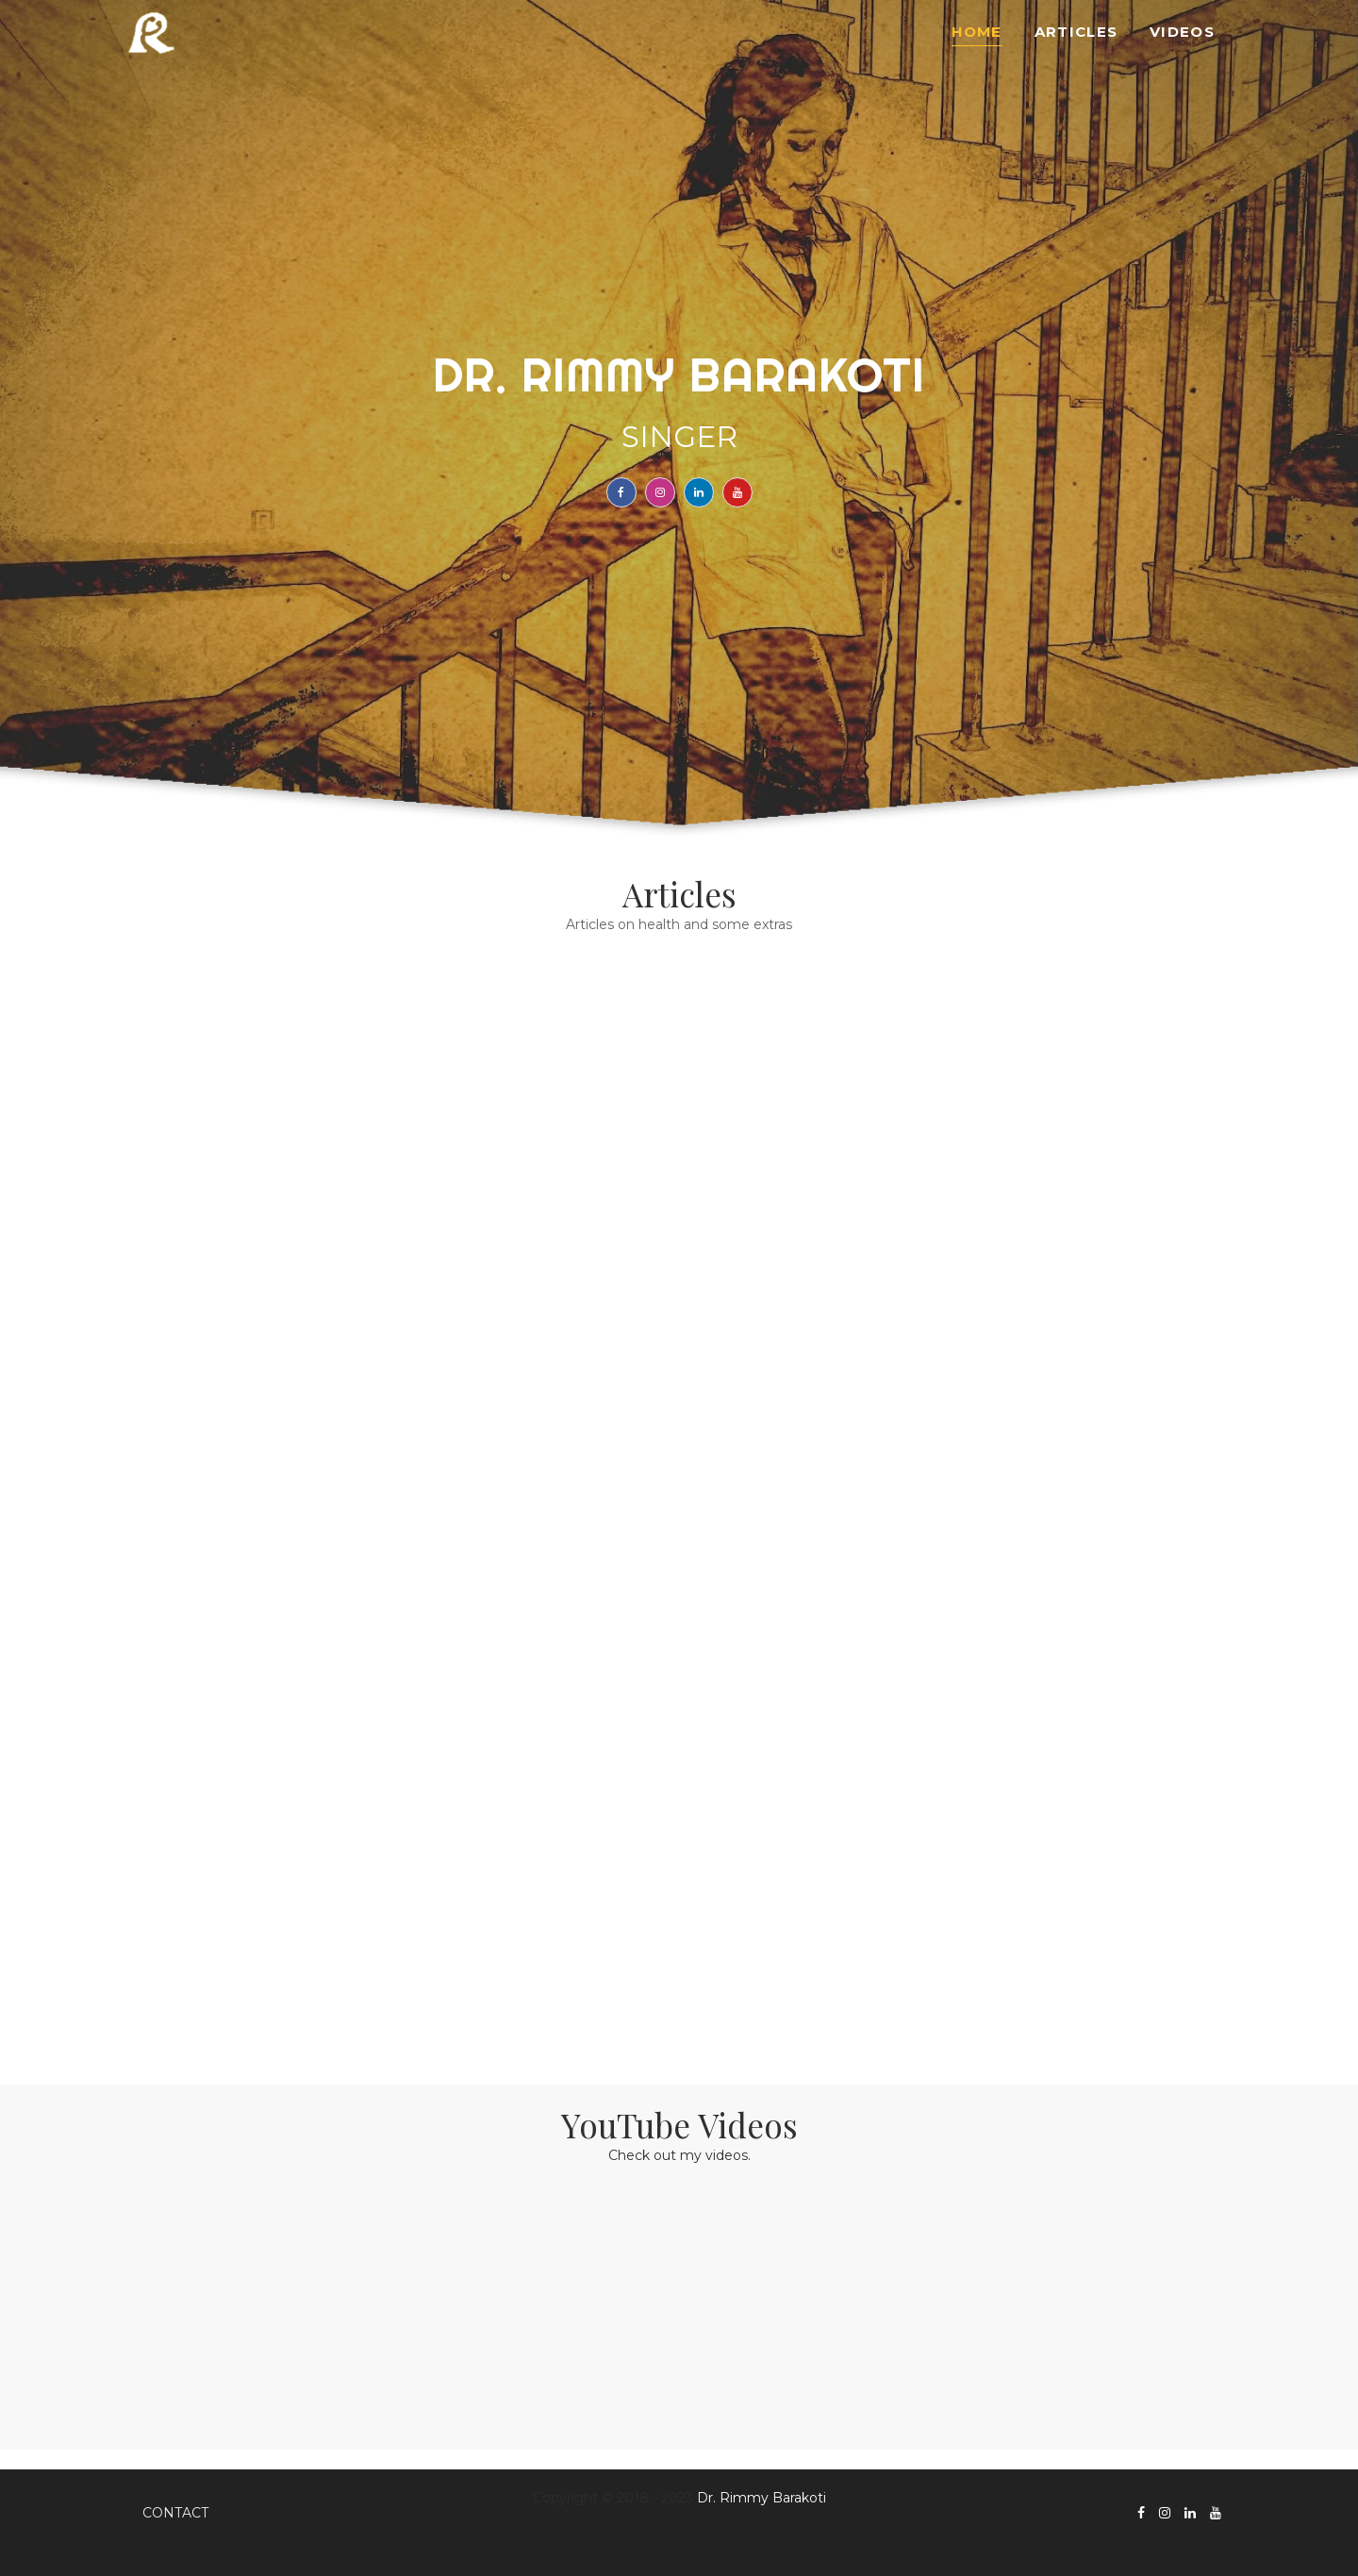 HOME ARTICLES VIDEOS
DR. RIMMY BARAKOTI
SINGER
Articles
Articles on health and some extras
YouTube Videos
Check out my videos.
Copyright © 2018 - 2023 Dr. Rimmy Barakoti
CONTACT